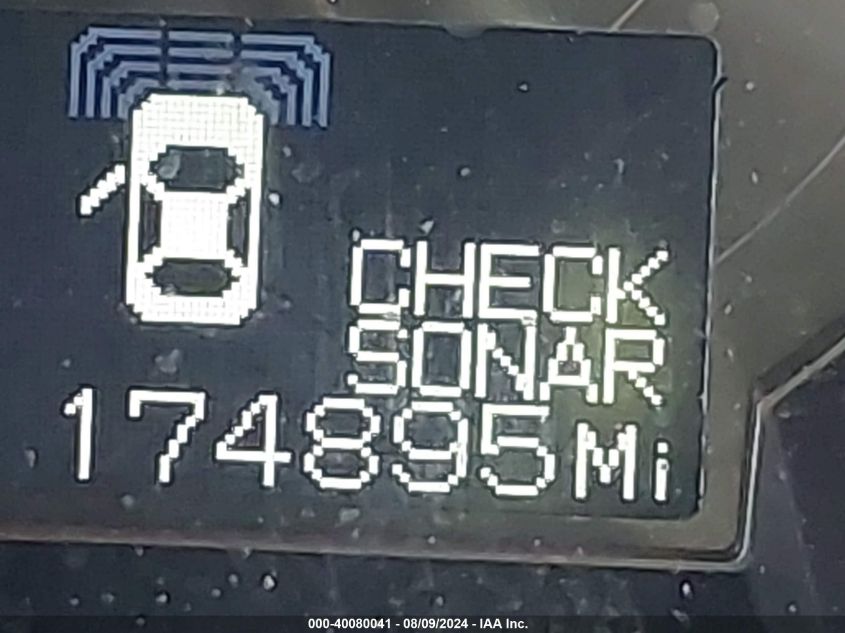 CHECK
SONAR
174895Mi
000-40080041 - 08/09/2024 - IAA Inc.